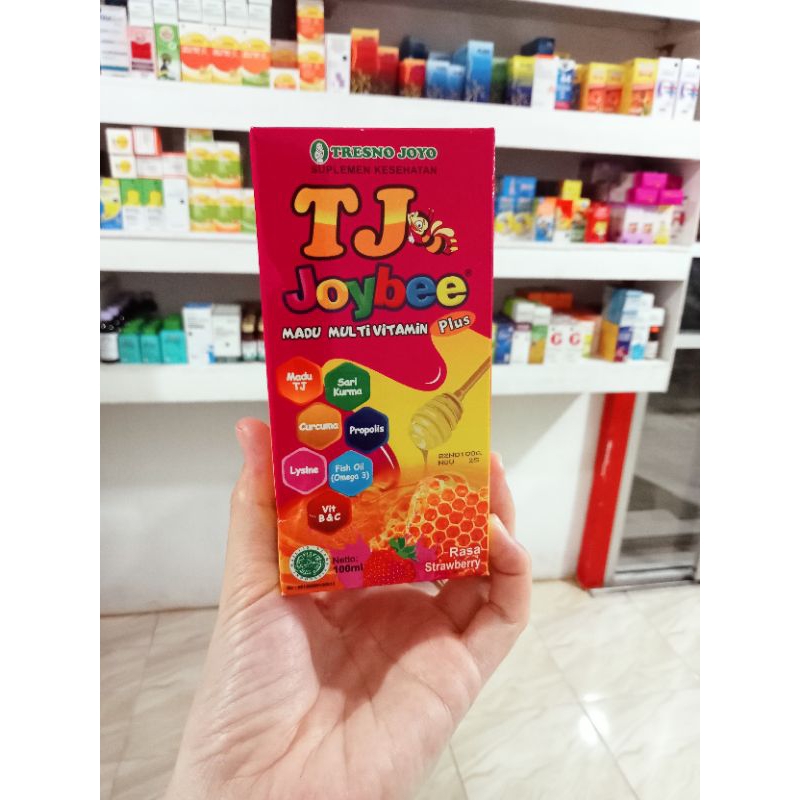 TRESNO JOYO
SUPLEMEN KESEHATAN
TJ
Joybee®
MADU MULTIVITAMIN Plus
Madu
TJ
Sari
Kurma
Curcuma
Propolis
Lysine
Fish Oil
(Omega 3)
Vit
B & C
Netto:
100ml
Rasa
Strawberry